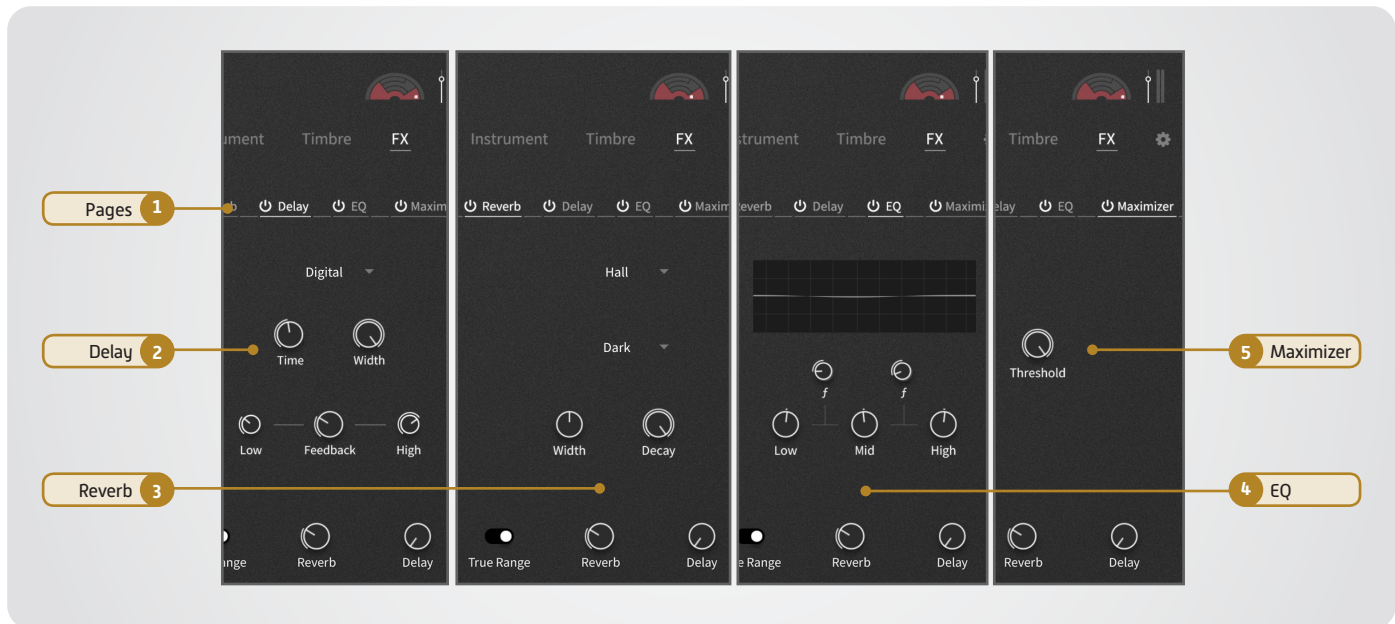 Pages 1
Delay 2
Reverb 3
ument Timbre FX
b Delay EQ Maxim
Digital
Time Width
Low Feedback High
nge Reverb Delay
Instrument Timbre FX
Reverb Delay EQ Maxim
Hall
Dark
Width Decay
True Range Reverb Delay
strument Timbre FX
Reverb Delay EQ Maximi
f f
Low Mid High
e Range Reverb Delay
Timbre FX
elay EQ Maximizer
Threshold
Reverb Delay
5 Maximizer
4 EQ